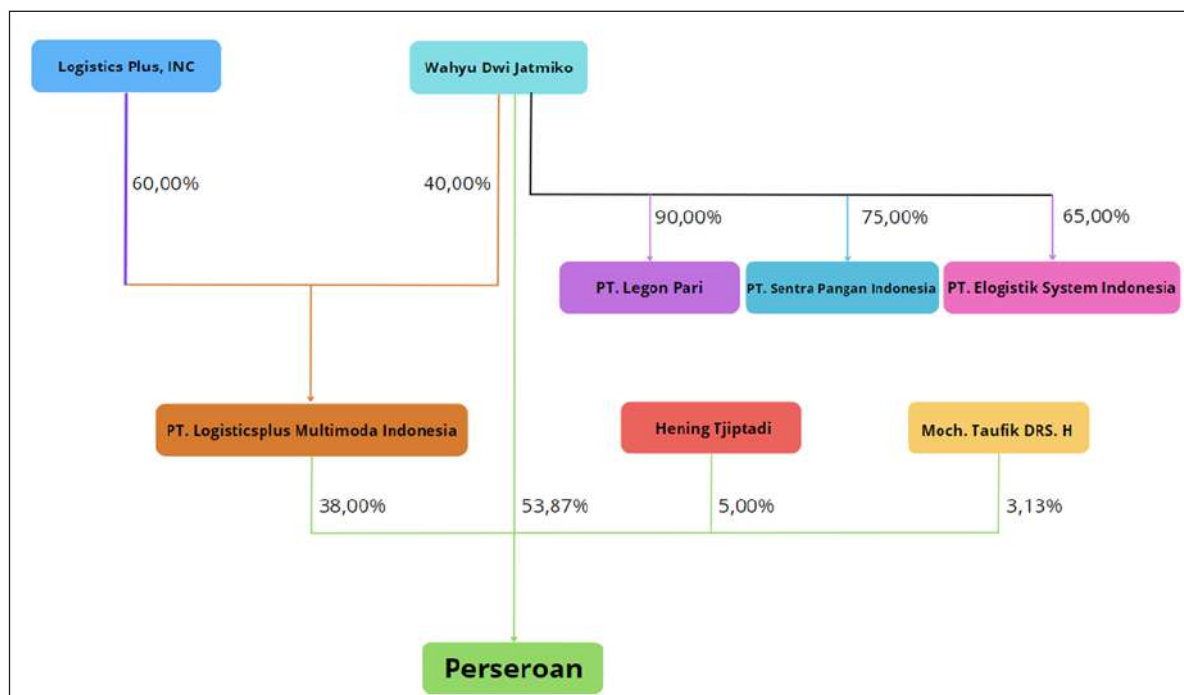 Logistics Plus, INC
Wahyu Dwi Jatmiko
60,00%
40,00%
90,00%
75,00%
65,00%
PT. Legon Pari
PT. Sentra Pangan Indonesia
PT. Elogistik System Indonesia
PT. Logisticsplus Multimoda Indonesia
Hening Tjiptadi
Moch. Taufik DRS. H
38,00%
53,87%
5,00%
3,13%
Perseroan